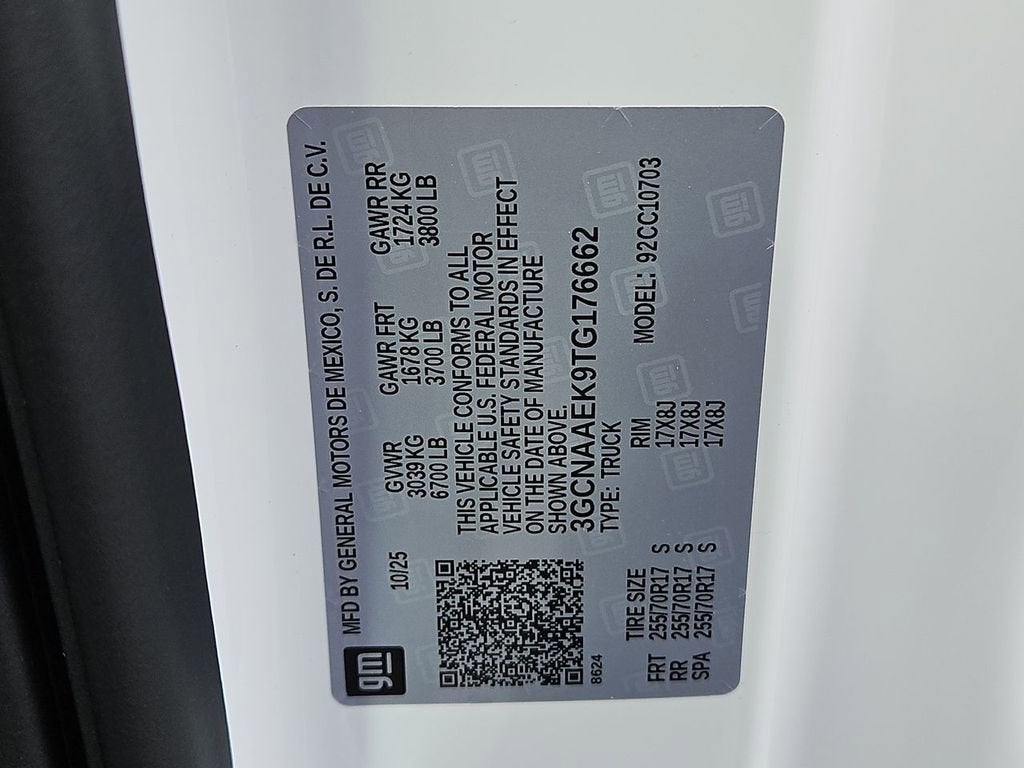 gm
MFD BY GENERAL MOTORS DE MEXICO, S. DE R.L. DE C.V.
10/25
GVWR GAWR FRT GAWR RR
3039 KG 1678 KG 1724 KG
6700 LB 3700 LB 3800 LB
THIS VEHICLE CONFORMS TO ALL
APPLICABLE U.S. FEDERAL MOTOR
VEHICLE SAFETY STANDARDS IN EFFECT
ON THE DATE OF MANUFACTURE
SHOWN ABOVE.
3GCNAAEK9TG176662
8624
TYPE: TRUCK
TIRE SIZE RIM MODEL: 92CC10703
FRT 255/70R17 S 17X8J
RR 255/70R17 S 17X8J
SPA 255/70R17 S 17X8J